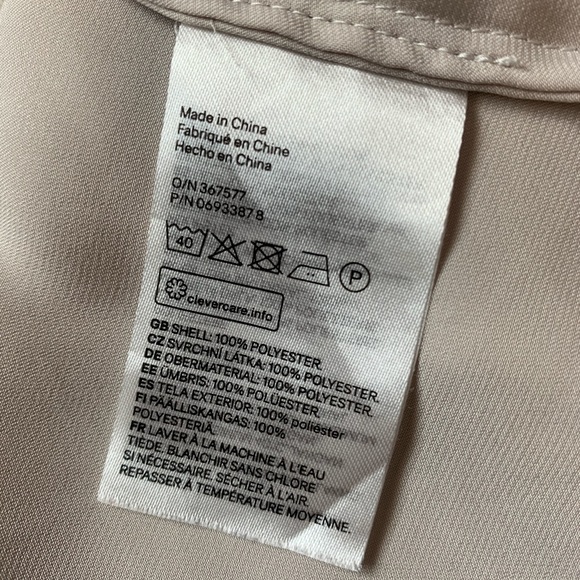 Made in China
Fabriqué en Chine
Hecho en China
O/N 367577
P/N 0693387 8
40
P
clevercare.info
GB SHELL: 100% POLYESTER.
CZ SVRCHNÍ LÁTKA: 100% POLYESTER.
DE OBERMATERIAL: 100% POLYESTER.
EE ÜMBRIS: 100% POLÜESTER.
ES TELA EXTERIOR: 100% poliéster
FI PÄÄLLISKANGAS: 100%
POLYESTERIÄ.
FR LAVER À LA MACHINE À L'EAU
TIÈDE. BLANCHIR SANS CHLORE
SI NÉCESSAIRE. SÉCHER À L'AIR.
REPASSER À TEMPÉRATURE MOYENNE.